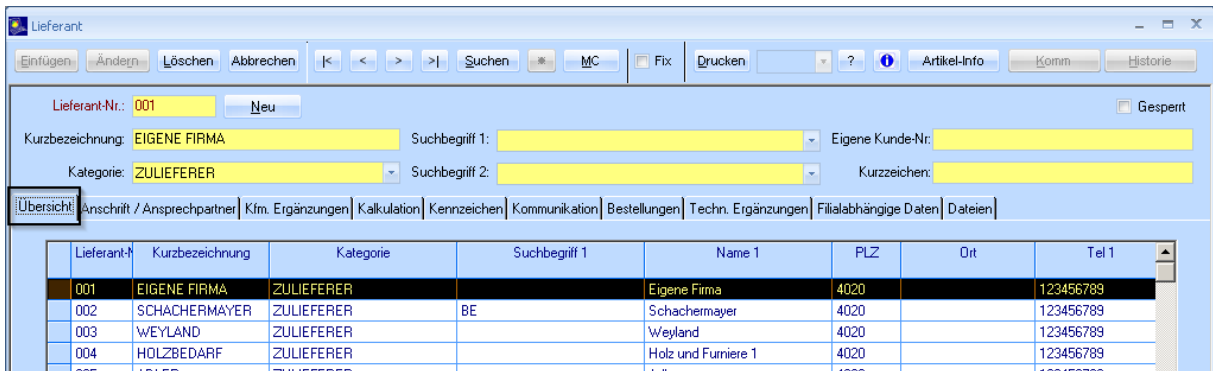 Lieferant
Einfügen Ändern Löschen Abbrechen |< < > >| Suchen * MC Fix Drucken ? i Artikel-Info Komm Historie
Lieferant-Nr.: 001 Neu Gesperrt
Kurzbezeichnung: EIGENE FIRMA Suchbegriff 1: Eigene Kunde-Nr:
Kategorie: ZULIEFERER Suchbegriff 2: Kurzzeichen:
Übersicht Anschrift / Ansprechpartner Kfm. Ergänzungen Kalkulation Kennzeichen Kommunikation Bestellungen Techn. Ergänzungen Filialabhängige Daten Dateien
Lieferant-N Kurzbezeichnung Kategorie Suchbegriff 1 Name 1 PLZ Ort Tel 1
001 EIGENE FIRMA ZULIEFERER Eigene Firma 4020 123456789
002 SCHACHERMAYER ZULIEFERER BE Schachermayer 4020 123456789
003 WEYLAND ZULIEFERER Weyland 4020 123456789
004 HOLZBEDARF ZULIEFERER Holz und Furniere 1 4020 123456789